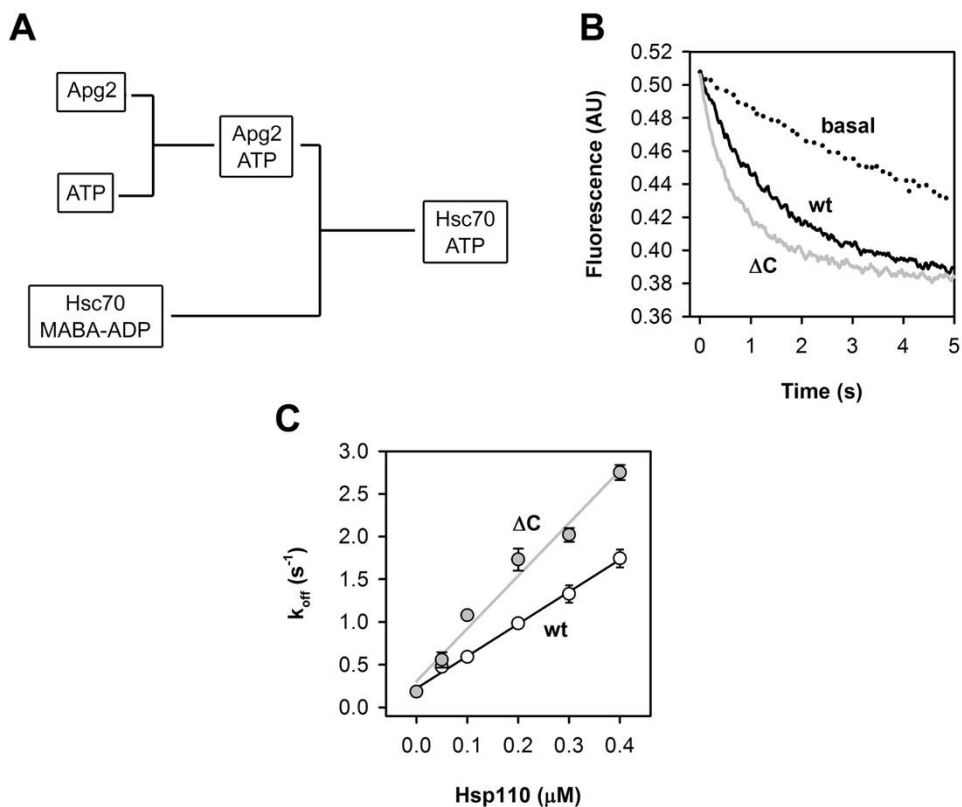 A
Apg2
ATP
Apg2
ATP
Hsc70
MABA-ADP
Hsc70
ATP
B
Fluorescence (AU)
0.52
0.50
0.48
0.46
0.44
0.42
0.40
0.38
0.36
basal
wt
ΔC
0 1 2 3 4 5
Time (s)
C
k_off (s⁻¹)
3.0
2.5
2.0
1.5
1.0
0.5
0.0
ΔC
wt
0.0 0.1 0.2 0.3 0.4
Hsp110 (μM)